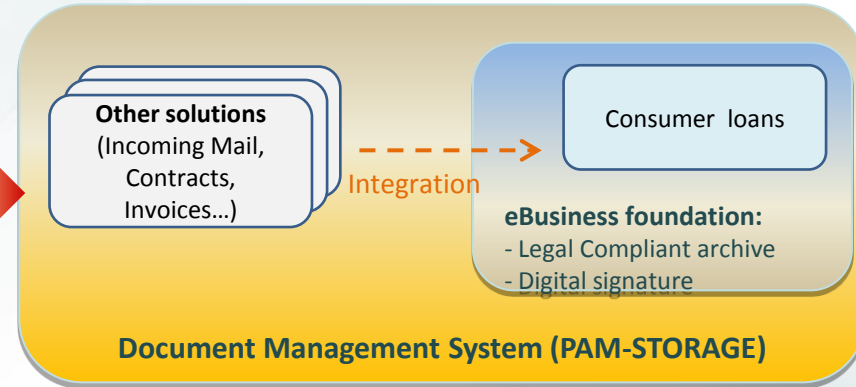 Other solutions
(Incoming Mail,
Contracts,
Invoices…)
Integration
Consumer loans
eBusiness foundation:
- Legal Compliant archive
- Digital signature
Document Management System (PAM-STORAGE)